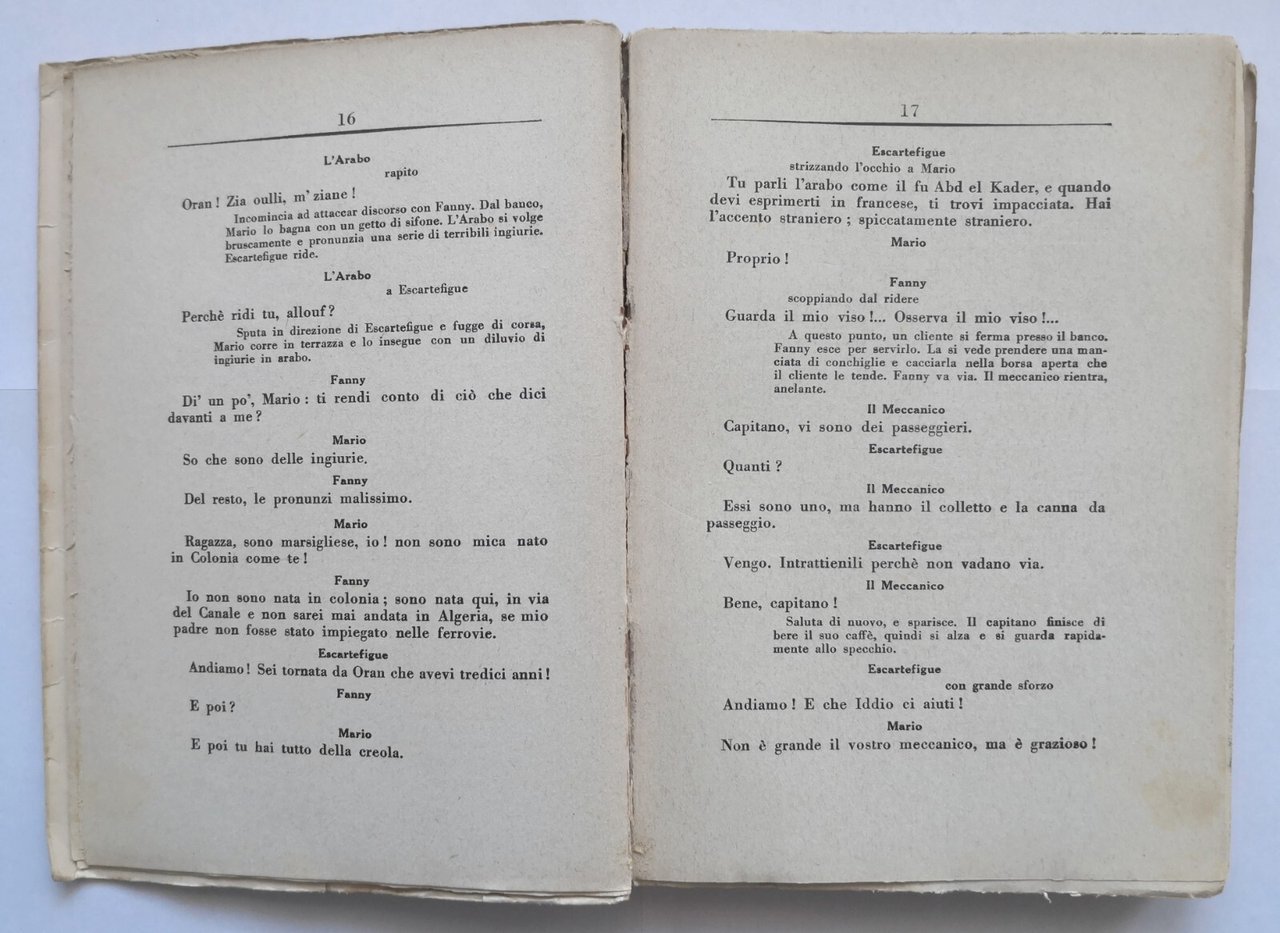 16
L'Arabo
rapito
Oran ! Zia oulli, m' ziane !
Incomincia ad attaccar discorso con Fanny. Dal banco,
Mario lo bagna con un getto di sifone. L'Arabo si volge
bruscamente e pronunzia una serie di terribili ingiurie.
Escartefigue ride.
L'Arabo
a Escartefigue
Perchè ridi tu, allouf ?
Sputa in direzione di Escartefigue e fugge di corsa,
Mario corre in terrazza e lo insegue con un diluvio di
ingiurie in arabo.
Fanny
Di' un po', Mario : ti rendi conto di ciò che dici
davanti a me ?
Mario
So che sono delle ingiurie.
Fanny
Del resto, le pronunzi malissimo.
Mario
Ragazza, sono marsigliese, io ! non sono mica nato
in Colonia come te !
Fanny
Io non sono nata in colonia ; sono nata qui, in via
del Canale e non sarei mai andata in Algeria, se mio
padre non fosse stato impiegato nelle ferrovie.
Escartefigue
Andiamo ! Sei tornata da Oran che avevi tredici anni !
Fanny
E poi ?
Mario
E poi tu hai tutto della creola.
17
Escartefigue
strizzando l'occhio a Mario
Tu parli l'arabo come il fu Abd el Kader, e quando
devi esprimerti in francese, ti trovi impacciata. Hai
l'accento straniero ; spiccatamente straniero.
Mario
Proprio !
Fanny
scoppiando dal ridere
Guarda il mio viso !... Osserva il mio viso !...
A questo punto, un cliente si ferma presso il banco.
Fanny esce per servirlo. La si vede prendere una man-
ciata di conchiglie e cacciarla nella borsa aperta che
il cliente le tende. Fanny va via. Il meccanico rientra,
anelante.
Il Meccanico
Capitano, vi sono dei passeggieri.
Escartefigue
Quanti ?
Il Meccanico
Essi sono uno, ma hanno il colletto e la canna da
passeggio.
Escartefigue
Vengo. Intrattienili perchè non vadano via.
Il Meccanico
Bene, capitano !
Saluta di nuovo, e sparisce. Il capitano finisce di
bere il suo caffè, quindi si alza e si guarda rapida-
mente allo specchio.
Escartefigue
con grande sforzo
Andiamo ! E che Iddio ci aiuti !
Mario
Non è grande il vostro meccanico, ma è grazioso !